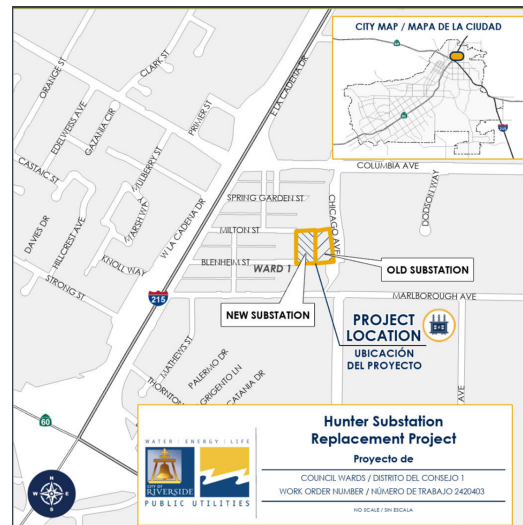 CITY MAP / MAPA DE LA CIUDAD
ORANGE ST
CLARK ST
E LA CADENA DR
EDELWEISS AVE
GAZANIA CIR
PRIMER ST
COLUMBIA AVE
CASTAIC ST
MULBERRY ST
SPRING GARDEN ST
CHICAGO AVE
DODSON WAY
DAVIES DR
HILLCREST AVE
MARSH WAY
W LA CADENA DR
MILTON ST
KNOLL WAY
BLENHEIM ST
WARD 1
OLD SUBSTATION
STRONG ST
215
MARLBOROUGH AVE
NEW SUBSTATION
PROJECT
LOCATION
UBICACIÓN
DEL PROYECTO
MATHEWS ST
PALERMO DR
GRIGENTO LN
CATANIA DR
THORNTON
AVE
60
Hunter Substation
Replacement Project
Proyecto de
WATER | ENERGY | LIFE
CITY OF
RIVERSIDE
PUBLIC UTILITIES
COUNCIL WARDS / DISTRITO DEL CONSEJO 1
WORK ORDER NUMBER / NÚMERO DE TRABAJO 2420403
NO SCALE / SIN ESCALA
N
W
E
S